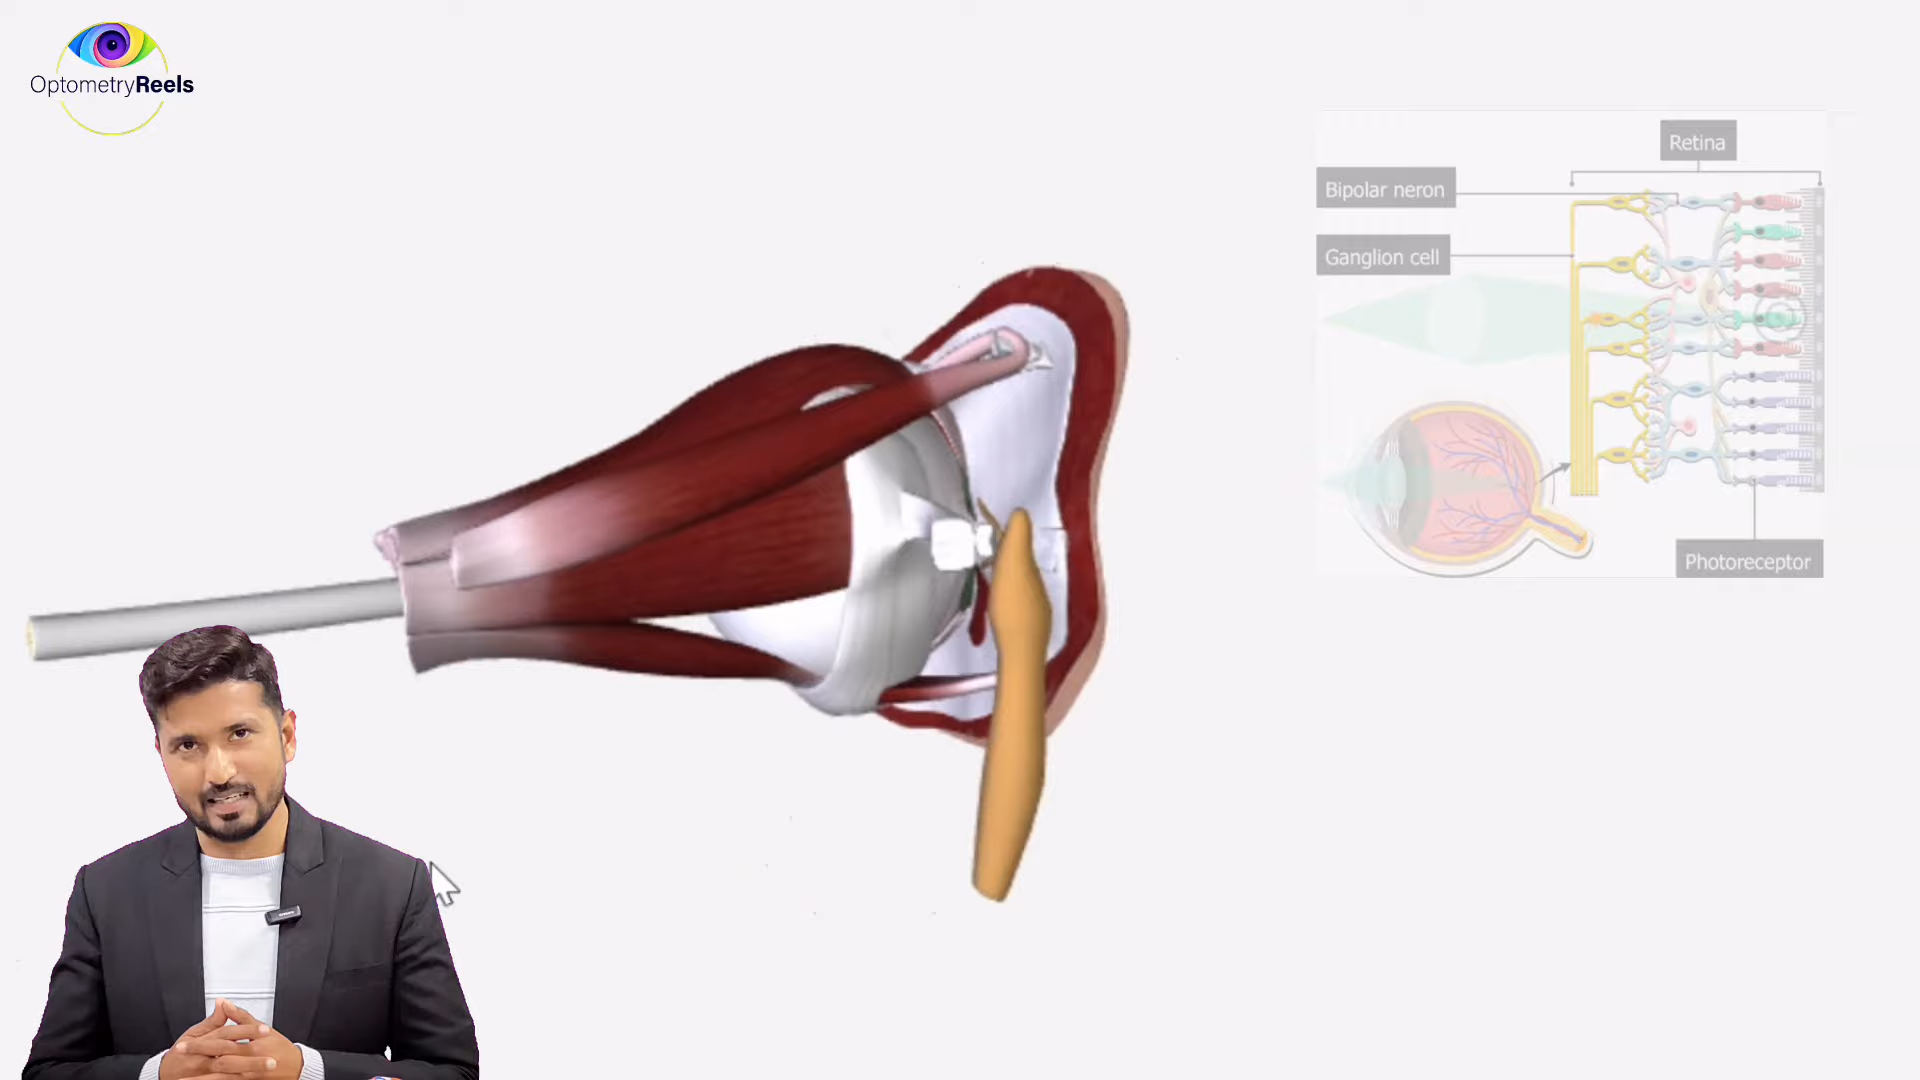 OptometryReels
Retina
Bipolar neron
Ganglion cell
Photoreceptor